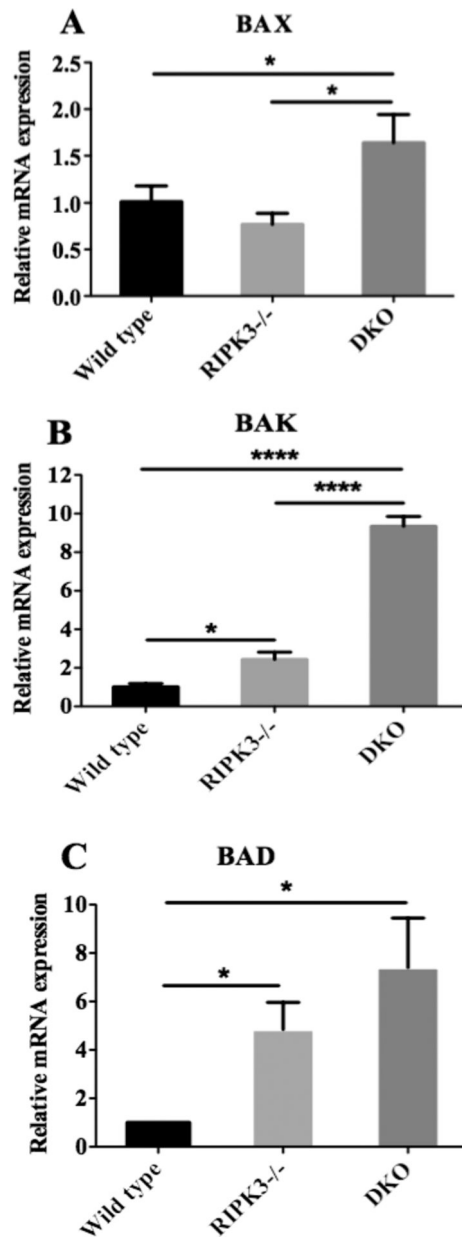 A
BAX
*
*
Relative mRNA expression
2.5
2.0
1.5
1.0
0.5
0.0
Wild type
RIPK3-/-
DKO
B
BAK
****
****
*
Relative mRNA expression
12
10
8
6
4
2
0
Wild type
RIPK3-/-
DKO
C
BAD
*
*
Relative mRNA expression
10
8
6
4
2
0
Wild type
RIPK3-/-
DKO